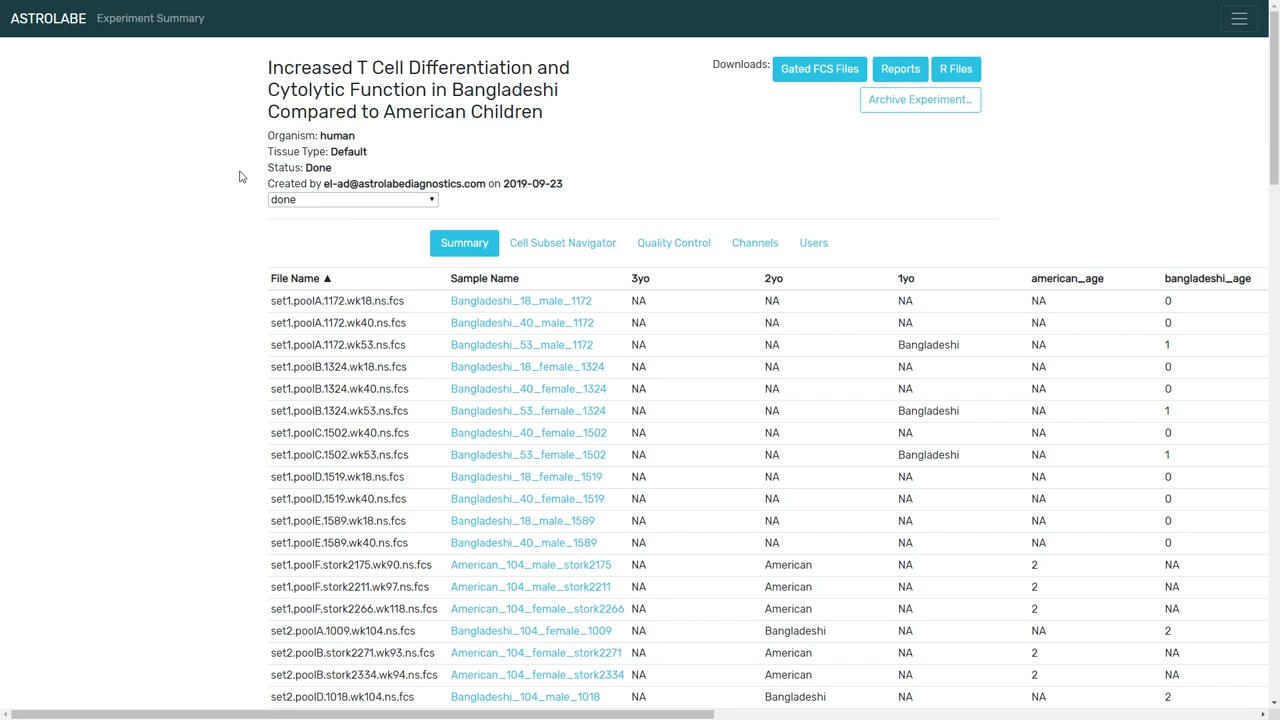 ASTROLABE Experiment Summary
Increased T Cell Differentiation and
Cytolytic Function in Bangladeshi
Compared to American Children
Downloads: Gated FCS Files Reports R Files
Archive Experiment...
Organism: human
Tissue Type: Default
Status: Done
Created by el-ad@astrolabediagnostics.com on 2019-09-23
done
Summary Cell Subset Navigator Quality Control Channels Users
File Name ▲ Sample Name 3yo 2yo 1yo american_age bangladeshi_age
set1.poolA.1172.wk18.ns.fcs Bangladeshi_18_male_1172 NA NA NA NA 0
set1.poolA.1172.wk40.ns.fcs Bangladeshi_40_male_1172 NA NA NA NA 0
set1.poolA.1172.wk53.ns.fcs Bangladeshi_53_male_1172 NA NA Bangladeshi NA 1
set1.poolB.1324.wk18.ns.fcs Bangladeshi_18_female_1324 NA NA NA NA 0
set1.poolB.1324.wk40.ns.fcs Bangladeshi_40_female_1324 NA NA NA NA 0
set1.poolB.1324.wk53.ns.fcs Bangladeshi_53_female_1324 NA NA Bangladeshi NA 1
set1.poolC.1502.wk40.ns.fcs Bangladeshi_40_female_1502 NA NA NA NA 0
set1.poolC.1502.wk53.ns.fcs Bangladeshi_53_female_1502 NA NA Bangladeshi NA 1
set1.poolD.1519.wk18.ns.fcs Bangladeshi_18_female_1519 NA NA NA NA 0
set1.poolD.1519.wk40.ns.fcs Bangladeshi_40_female_1519 NA NA NA NA 0
set1.poolE.1589.wk18.ns.fcs Bangladeshi_18_male_1589 NA NA NA NA 0
set1.poolE.1589.wk40.ns.fcs Bangladeshi_40_male_1589 NA NA NA NA 0
set1.poolF.stork2175.wk90.ns.fcs American_104_male_stork2175 NA American NA 2 NA
set1.poolF.stork2211.wk97.ns.fcs American_104_male_stork2211 NA American NA 2 NA
set1.poolF.stork2266.wk118.ns.fcs American_104_female_stork2266 NA American NA 2 NA
set2.poolA.1009.wk104.ns.fcs Bangladeshi_104_female_1009 NA Bangladeshi NA NA 2
set2.poolB.stork2271.wk93.ns.fcs American_104_female_stork2271 NA American NA 2 NA
set2.poolB.stork2334.wk94.ns.fcs American_104_female_stork2334 NA American NA 2 NA
set2.poolD.1018.wk104.ns.fcs Bangladeshi_104_male_1018 NA Bangladeshi NA NA 2